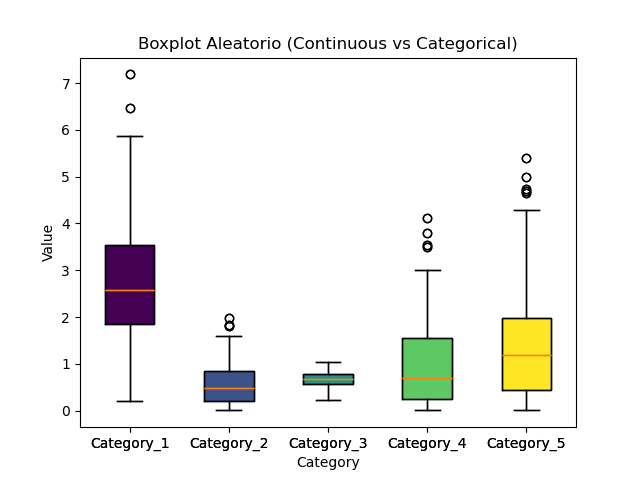 Boxplot Aleatorio (Continuous vs Categorical)
Value
7
6
5
4
3
2
1
0
Category_1 Category_2 Category_3 Category_4 Category_5
Category